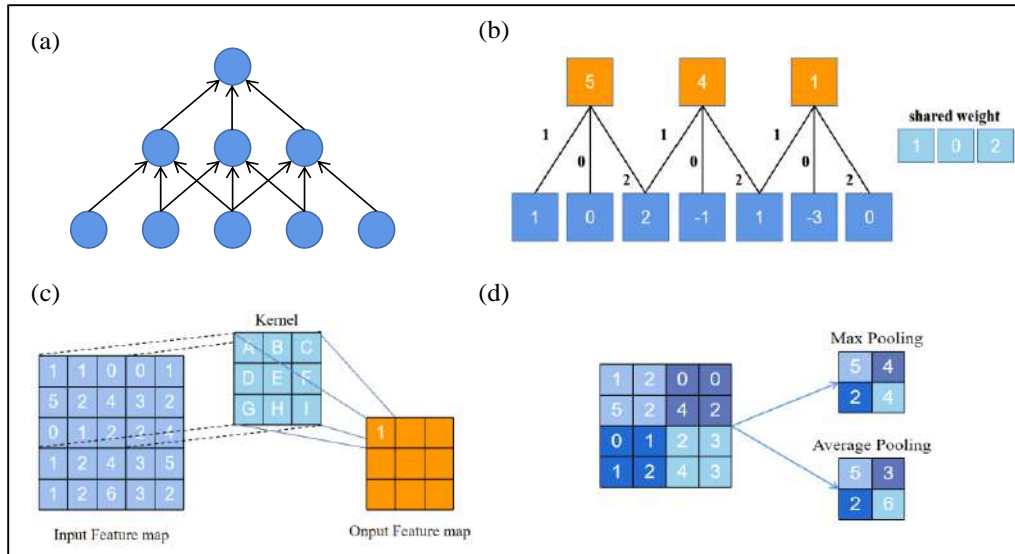 (a)
(b)
5 4 1
1 0 2 1 0 2 1 0 2
shared weight
1 0 2
1 0 2 -1 1 -3 0
(c)
Kernel
A B C
D E F
G H I
1 1 0 0 1
5 2 4 3 2
0 1 2 2 4
1 2 4 3 5
1 2 6 3 2
1
Input Feature map
Onput Feature map
(d)
1 2 0 0
5 2 4 2
0 1 2 3
1 2 4 3
Max Pooling
5 4
2 4
Average Pooling
5 3
2 6